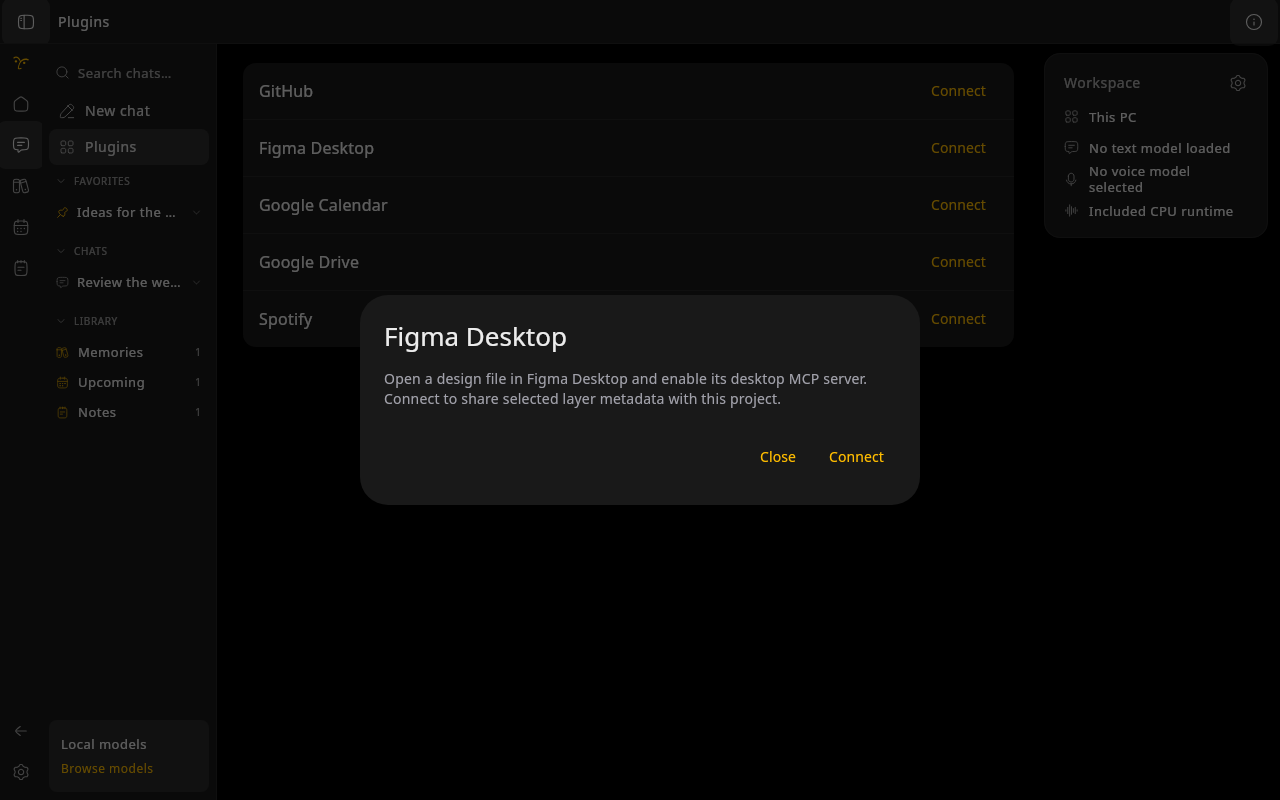 Plugins
Search chats...
New chat
Plugins
FAVORITES
Ideas for the ...
CHATS
Review the we...
LIBRARY
Memories 1
Upcoming 1
Notes 1
Local models
Browse models
GitHub Connect
Figma Desktop Connect
Google Calendar Connect
Google Drive Connect
Spotify Connect
Figma Desktop
Open a design file in Figma Desktop and enable its desktop MCP server.
Connect to share selected layer metadata with this project.
Close Connect
Workspace
This PC
No text model loaded
No voice model
selected
Included CPU runtime